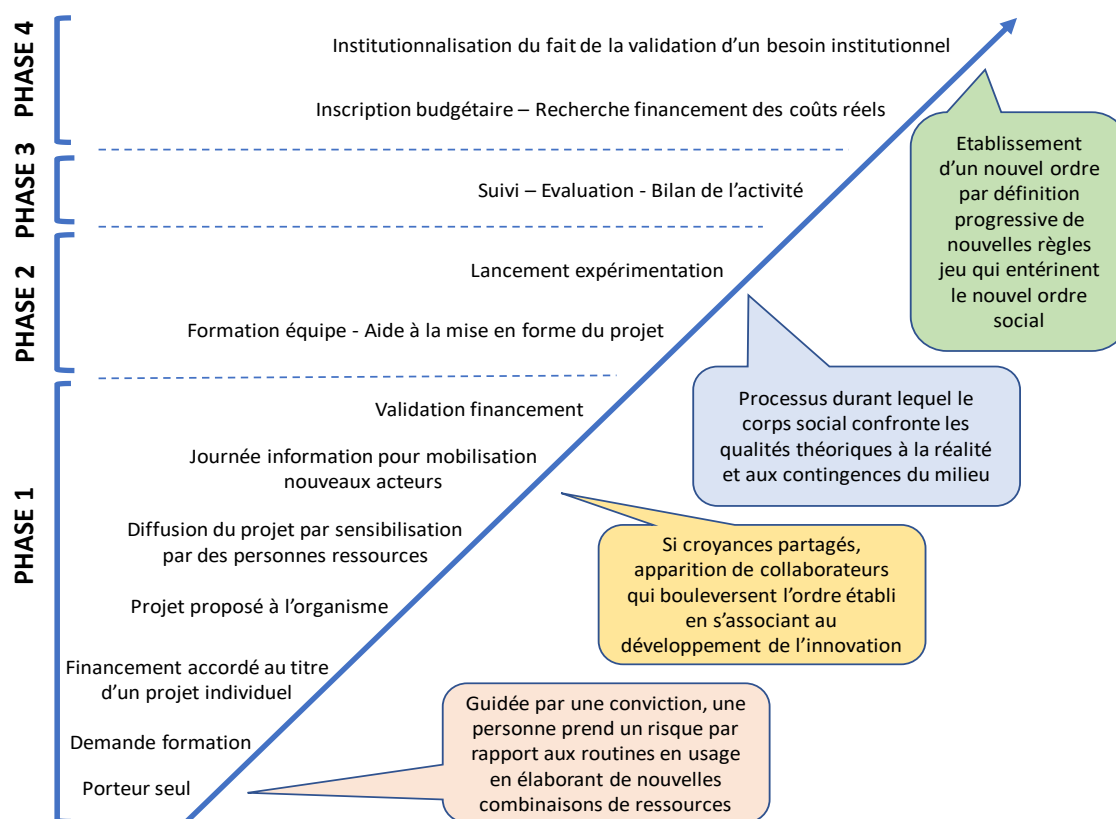 PHASE 4
Institutionnalisation du fait de la validation d’un besoin institutionnel
Inscription budgétaire – Recherche financement des coûts réels
Etablissement
d’un nouvel ordre
par définition
progressive de
nouvelles règles
jeu qui entérinent
le nouvel ordre
social
PHASE 3
Suivi – Evaluation - Bilan de l’activité
PHASE 2
Lancement expérimentation
Formation équipe - Aide à la mise en forme du projet
Processus durant lequel le
corps social confronte les
qualités théoriques à la réalité
et aux contingences du milieu
PHASE 1
Validation financement
Journée information pour mobilisation
nouveaux acteurs
Diffusion du projet par sensibilisation
par des personnes ressources
Si croyances partagés,
apparition de collaborateurs
qui bouleversent l’ordre établi
en s’associant au
développement de l’innovation
Projet proposé à l’organisme
Financement accordé au titre
d’un projet individuel
Demande formation
Porteur seul
Guidée par une conviction, une
personne prend un risque par
rapport aux routines en usage
en élaborant de nouvelles
combinaisons de ressources